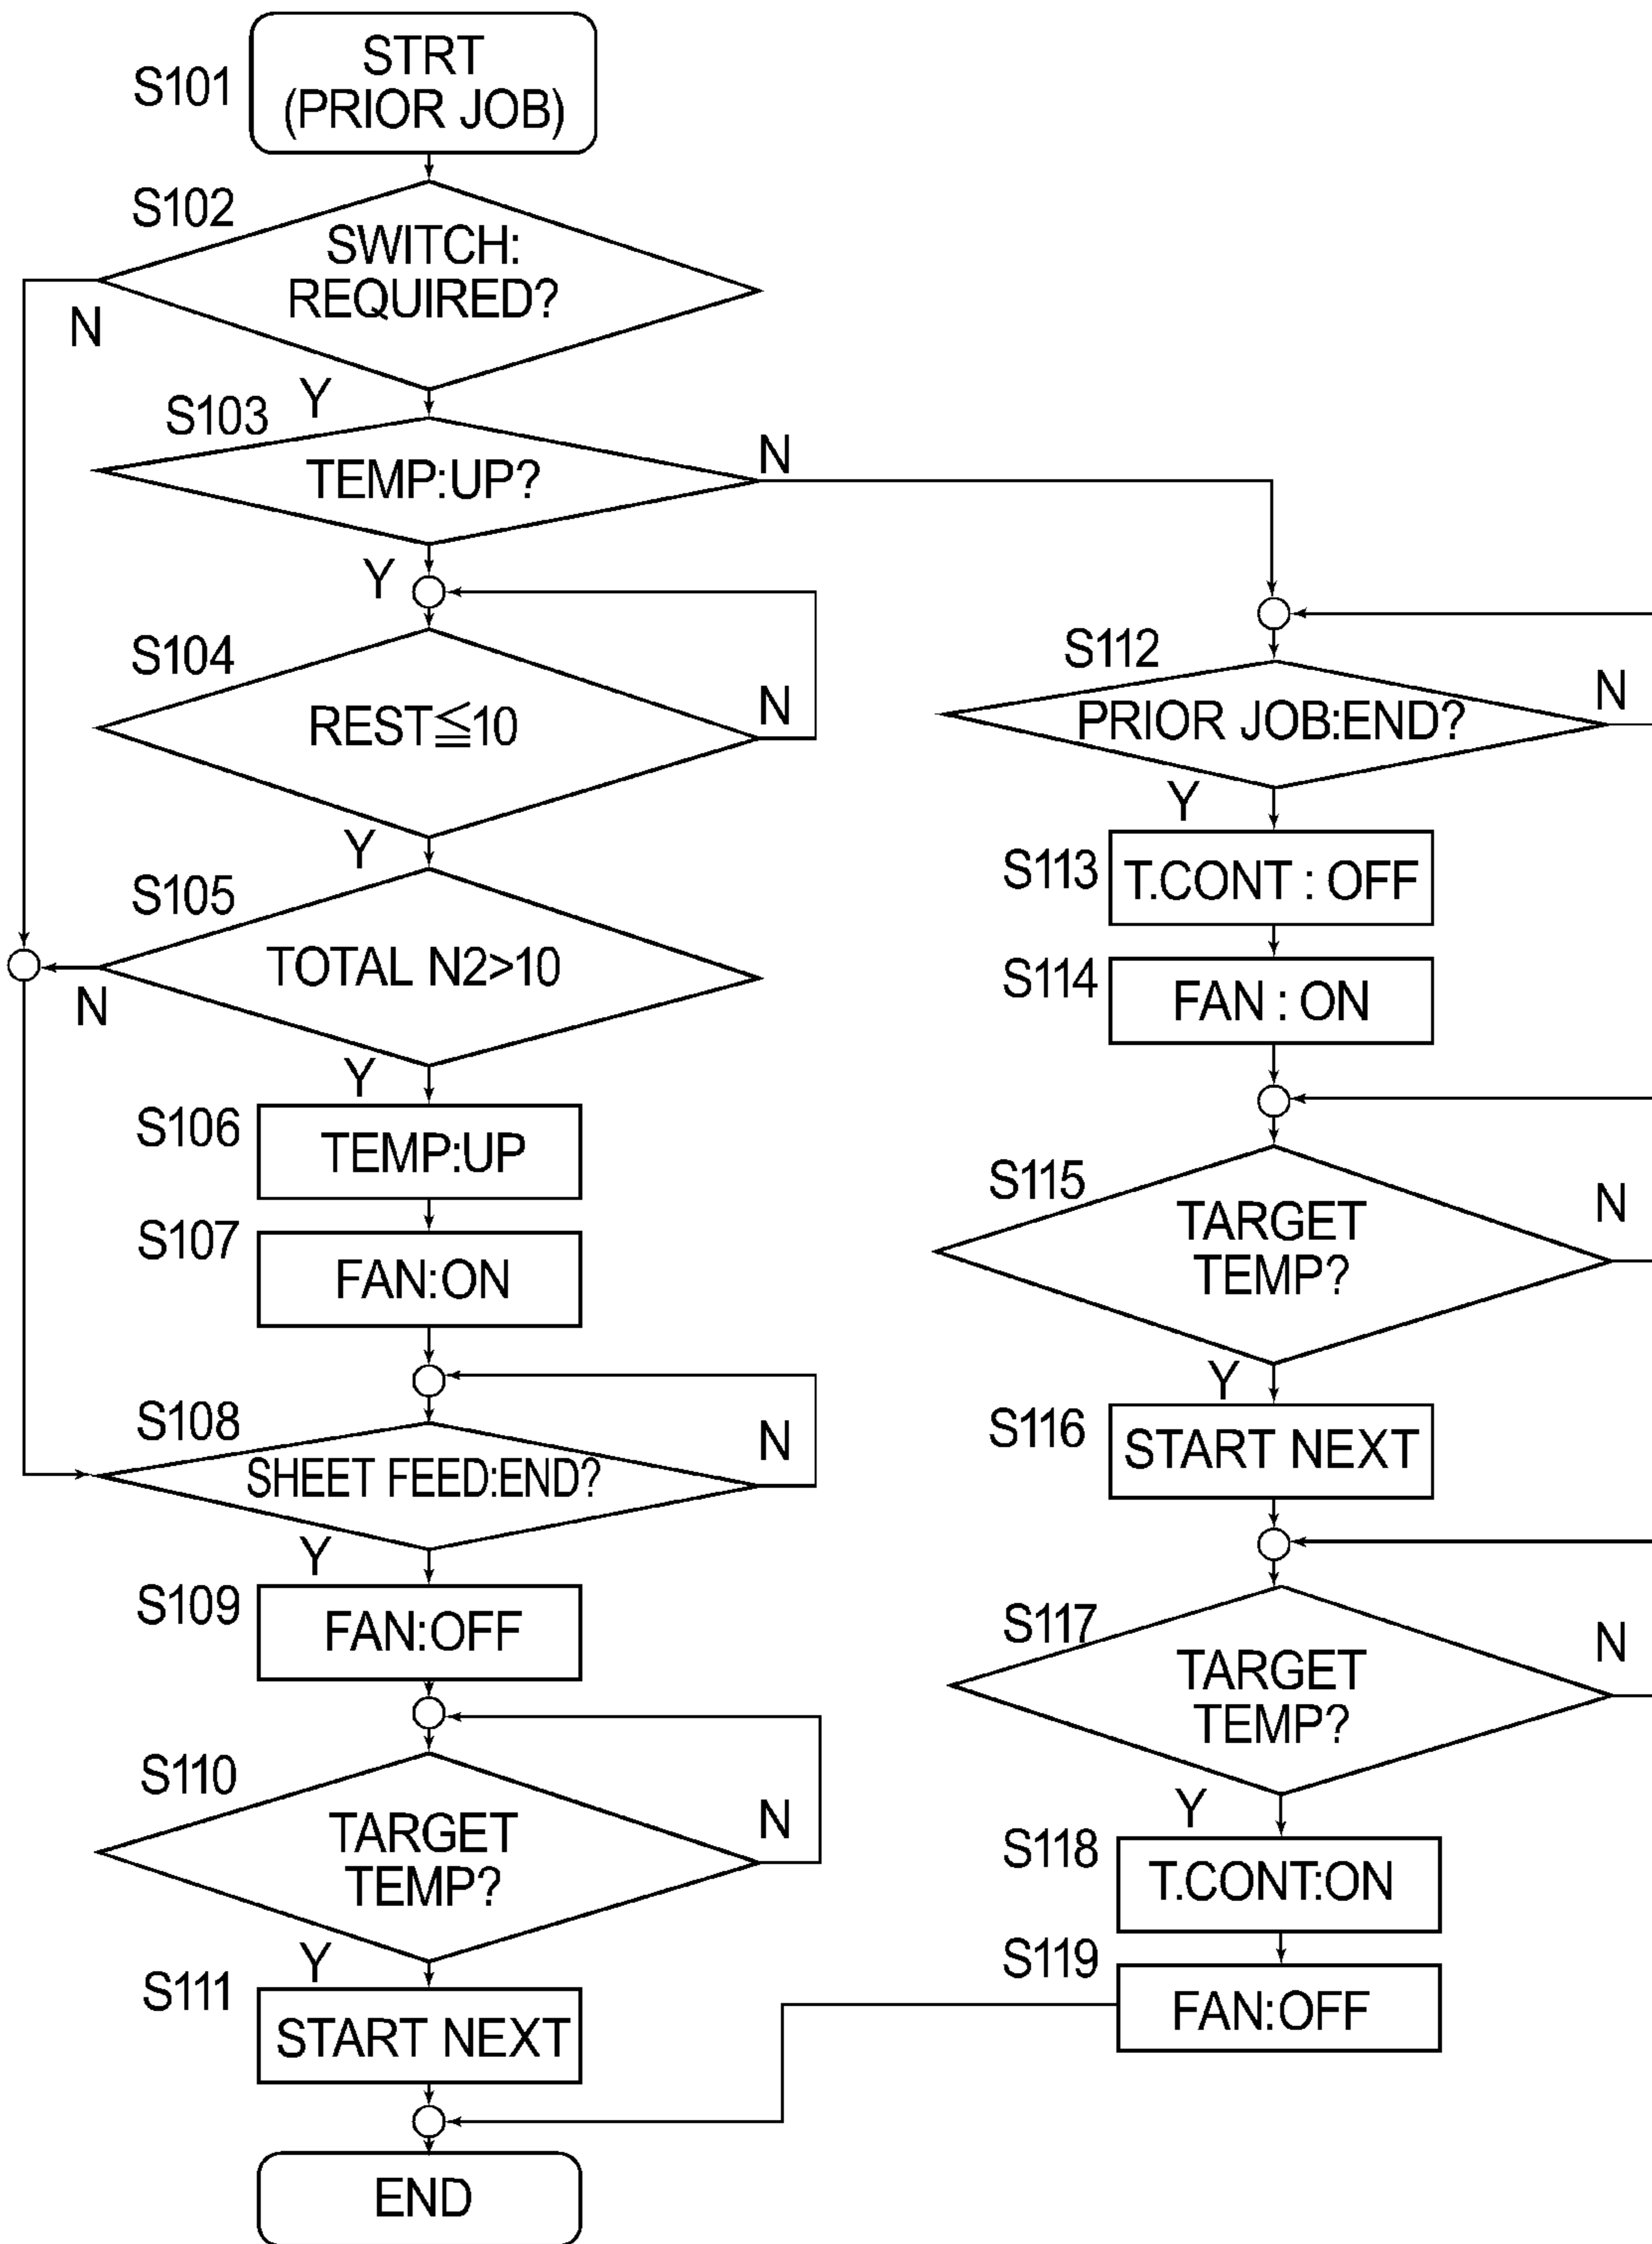 S101
STRT
(PRIOR JOB)
S102
SWITCH:
REQUIRED?
N
Y
S103
TEMP:UP?
N
Y
S104
REST≦10
N
Y
S105
TOTAL N2>10
N
Y
S106
TEMP:UP
S107
FAN:ON
S108
SHEET FEED:END?
N
Y
S109
FAN:OFF
S110
TARGET
TEMP?
N
Y
S111
START NEXT
END
S112
PRIOR JOB:END?
N
Y
S113
T.CONT : OFF
S114
FAN : ON
S115
TARGET
TEMP?
N
Y
S116
START NEXT
S117
TARGET
TEMP?
N
Y
S118
T.CONT:ON
S119
FAN:OFF